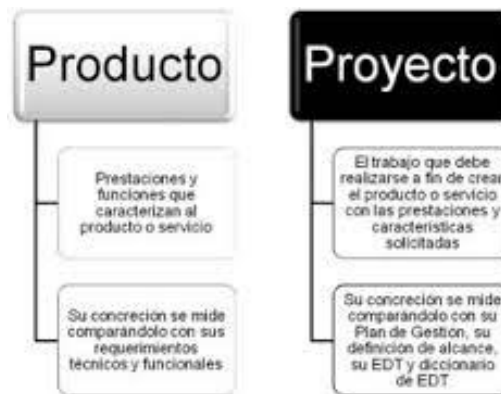 Producto
Prestaciones y
funciones que
caracterizan al
producto o servicio
Su concreción se mide
comparándolo con sus
requerimientos
técnicos y funcionales
Proyecto
El trabajo que debe
realizarse a fin de crear
el producto o servicio
con las prestaciones y
características
solicitadas
Su concreción se mide
comparándolo con su
Plan de Gestion, su
definición de alcance,
su EDT y diccionario
de EDT